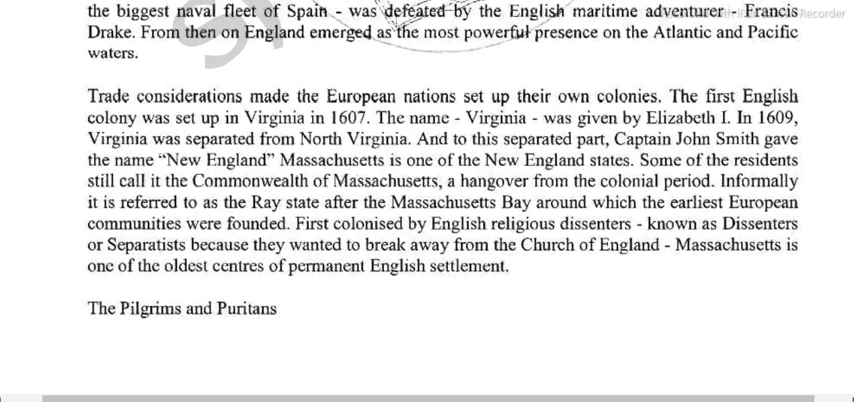 the biggest naval fleet of Spain - was defeated by the English maritime adventurer - Francis
Recorder
Drake. From then on England emerged as the most powerful presence on the Atlantic and Pacific
waters.
Trade considerations made the European nations set up their own colonies. The first English
colony was set up in Virginia in 1607. The name - Virginia - was given by Elizabeth I. In 1609,
Virginia was separated from North Virginia. And to this separated part, Captain John Smith gave
the name “New England” Massachusetts is one of the New England states. Some of the residents
still call it the Commonwealth of Massachusetts, a hangover from the colonial period. Informally
it is referred to as the Ray state after the Massachusetts Bay around which the earliest European
communities were founded. First colonised by English religious dissenters - known as Dissenters
or Separatists because they wanted to break away from the Church of England - Massachusetts is
one of the oldest centres of permanent English settlement.
The Pilgrims and Puritans